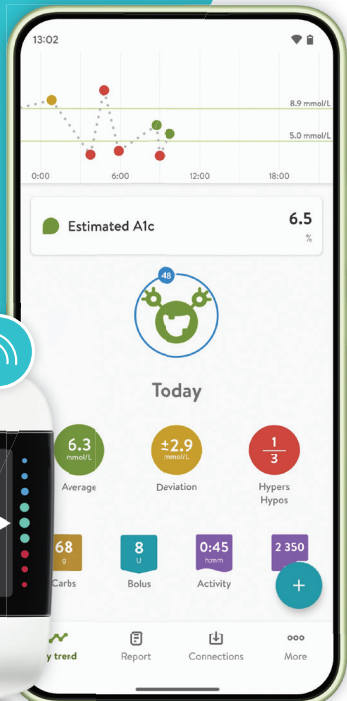 13:02
8.9 mmol/L
5.0 mmol/L
0:00 6:00 12:00 18:00
Estimated A1c
6.5
%
48
Today
6.3
mmol/L
±2.9
mmol/L
1
3
Average
Deviation
Hypers
Hypos
68
g
8
U
0:45
h:mm
2 350
Carbs
Bolus
Activity
y trend
Report
Connections
More